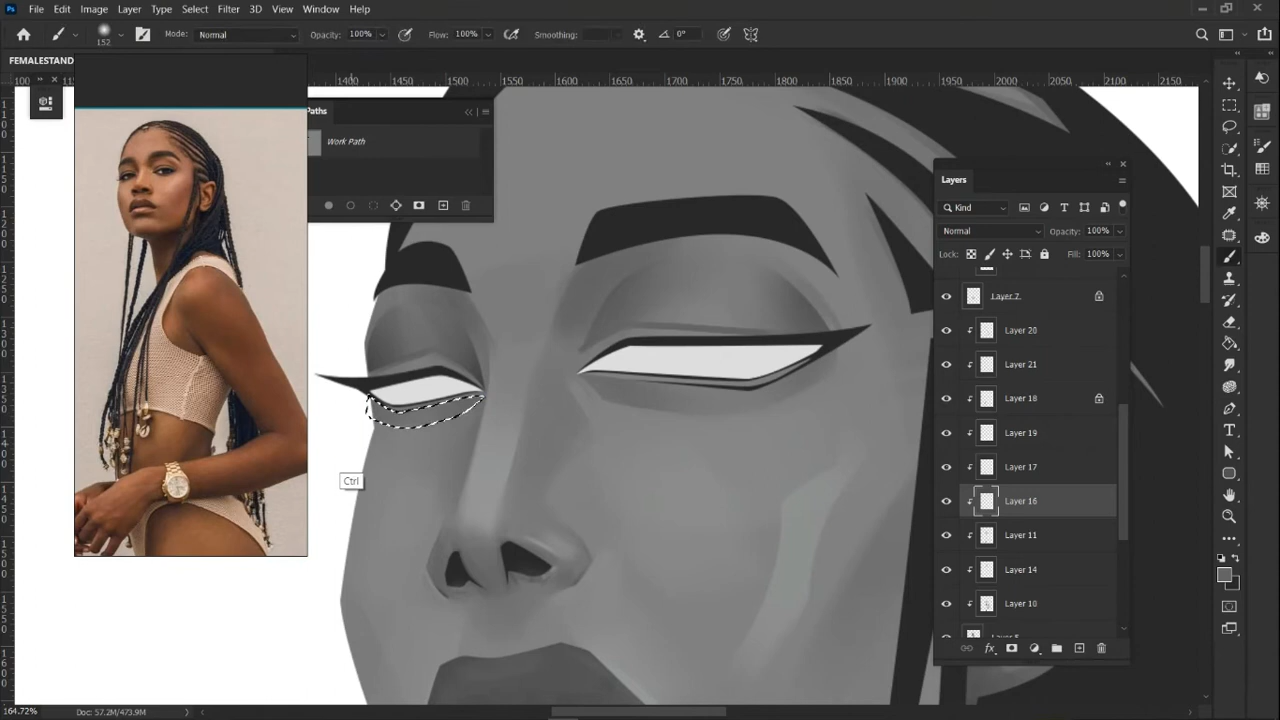 Ps File Edit Image Layer Type Select Filter 3D View Window Help
152 Mode: Normal Opacity: 100% Flow: 100% Smoothing: 0°
FEMALESTAND
100 1400 1450 1500 1550 1600 1650 1700 1750 1800 1850 1900 1950 2000 2050 2100 2150
Paths
Work Path
Layers
Kind
Normal Opacity: 100%
Lock: Fill: 100%
Layer 7
Layer 20
Layer 21
Layer 18
Layer 19
Layer 17
Layer 16
Layer 11
Layer 14
Layer 10
Ctrl
fx
164.72% Doc: 57.2M/473.9M